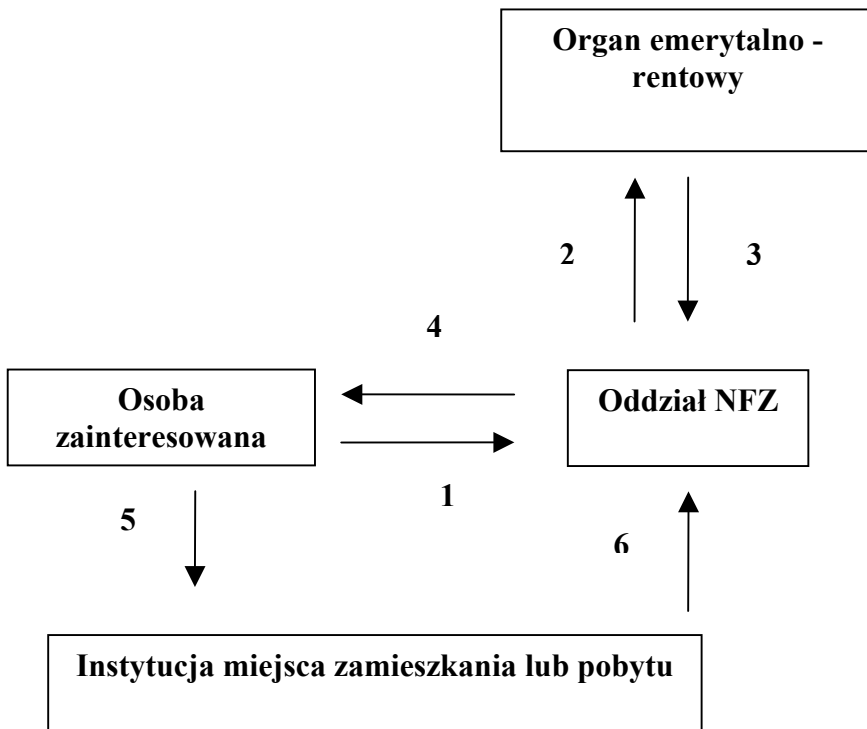 Organ emerytalno -
rentowy
2
3
4
Osoba
zainteresowana
Oddział NFZ
1
5
6
Instytucja miejsca zamieszkania lub pobytu